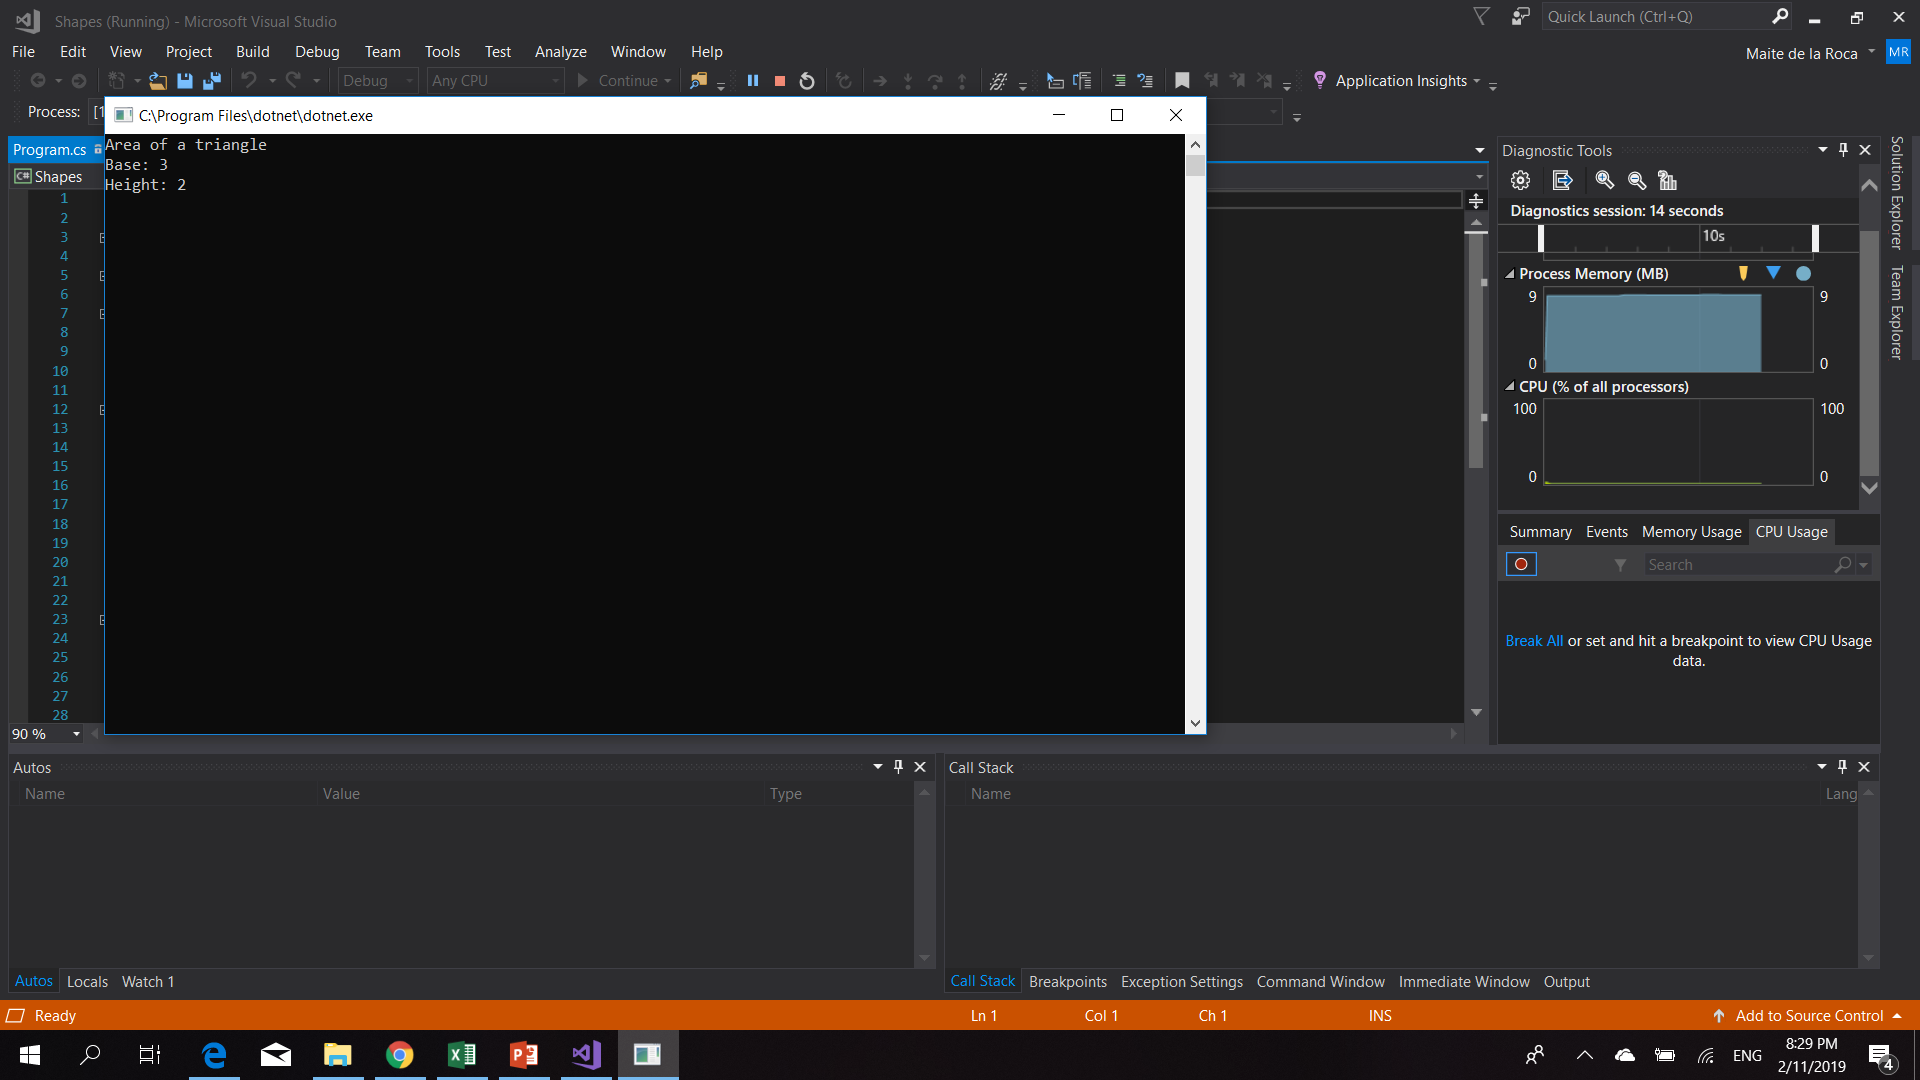 Shapes (Running) - Microsoft Visual Studio
Quick Launch (Ctrl+Q)
File Edit View Project Build Debug Team Tools Test Analyze Window Help
Maite de la Roca MR
Debug Any CPU Continue Application Insights
Process: [1
C:\Program Files\dotnet\dotnet.exe
Area of a triangle
Base: 3
Height: 2
Program.cs
C# Shapes
1
2
3
4
5
6
7
8
9
10
11
12
13
14
15
16
17
18
19
20
21
22
23
24
25
26
27
28
90 %
Diagnostic Tools
Diagnostics session: 14 seconds
10s
Process Memory (MB)
9 9
0 0
CPU (% of all processors)
100 100
0 0
Summary Events Memory Usage CPU Usage
Search
Break All or set and hit a breakpoint to view CPU Usage
data.
Solution Explorer
Team Explorer
Autos
Name Value Type
Autos Locals Watch 1
Call Stack
Name Lang
Call Stack Breakpoints Exception Settings Command Window Immediate Window Output
Ready Ln 1 Col 1 Ch 1 INS Add to Source Control
ENG
8:29 PM
2/11/2019
4